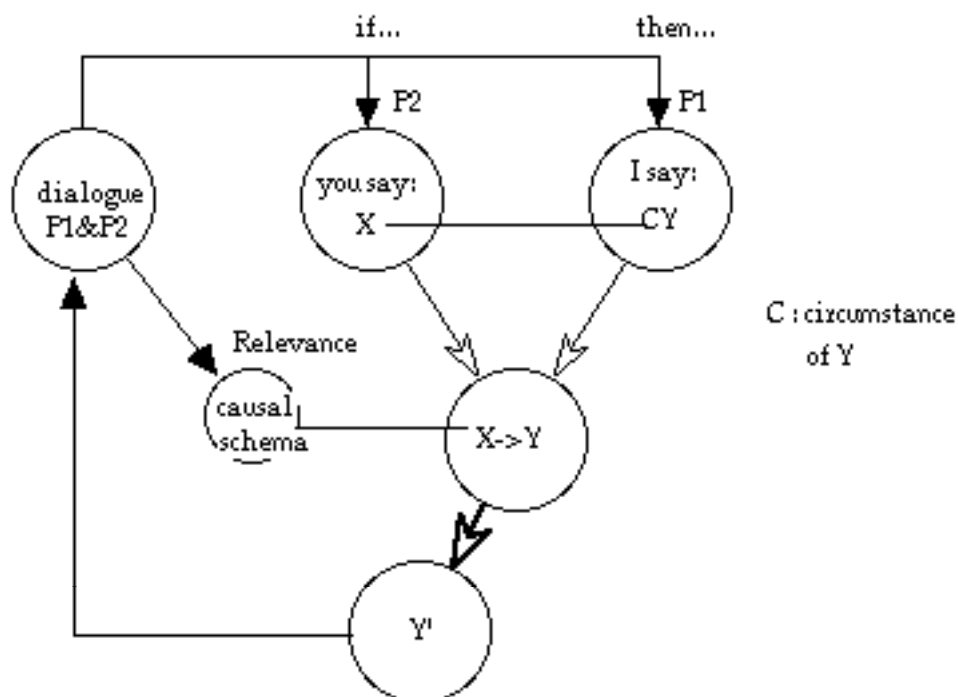 if... then...
P2 P1
dialogue
P1&P2
you say:
X
I say:
CY
C : circumstance
of Y
Relevance
causal
schema
X->Y
Y'